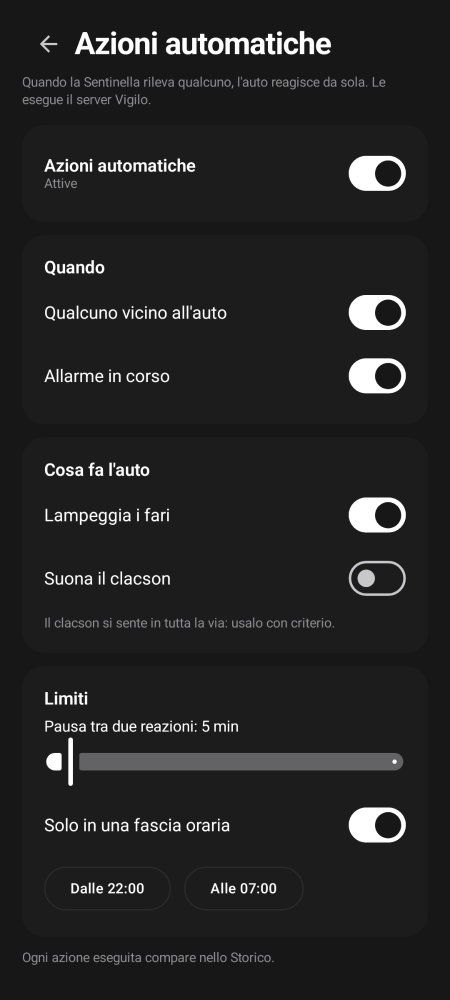 Azioni automatiche
Quando la Sentinella rileva qualcuno, l'auto reagisce da sola. Le
esegue il server Vigilo.
Azioni automatiche
Attive
Quando
Qualcuno vicino all'auto
Allarme in corso
Cosa fa l'auto
Lampeggia i fari
Suona il clacson
Il clacson si sente in tutta la via: usalo con criterio.
Limiti
Pausa tra due reazioni: 5 min
Solo in una fascia oraria
Dalle 22:00
Alle 07:00
Ogni azione eseguita compare nello Storico.